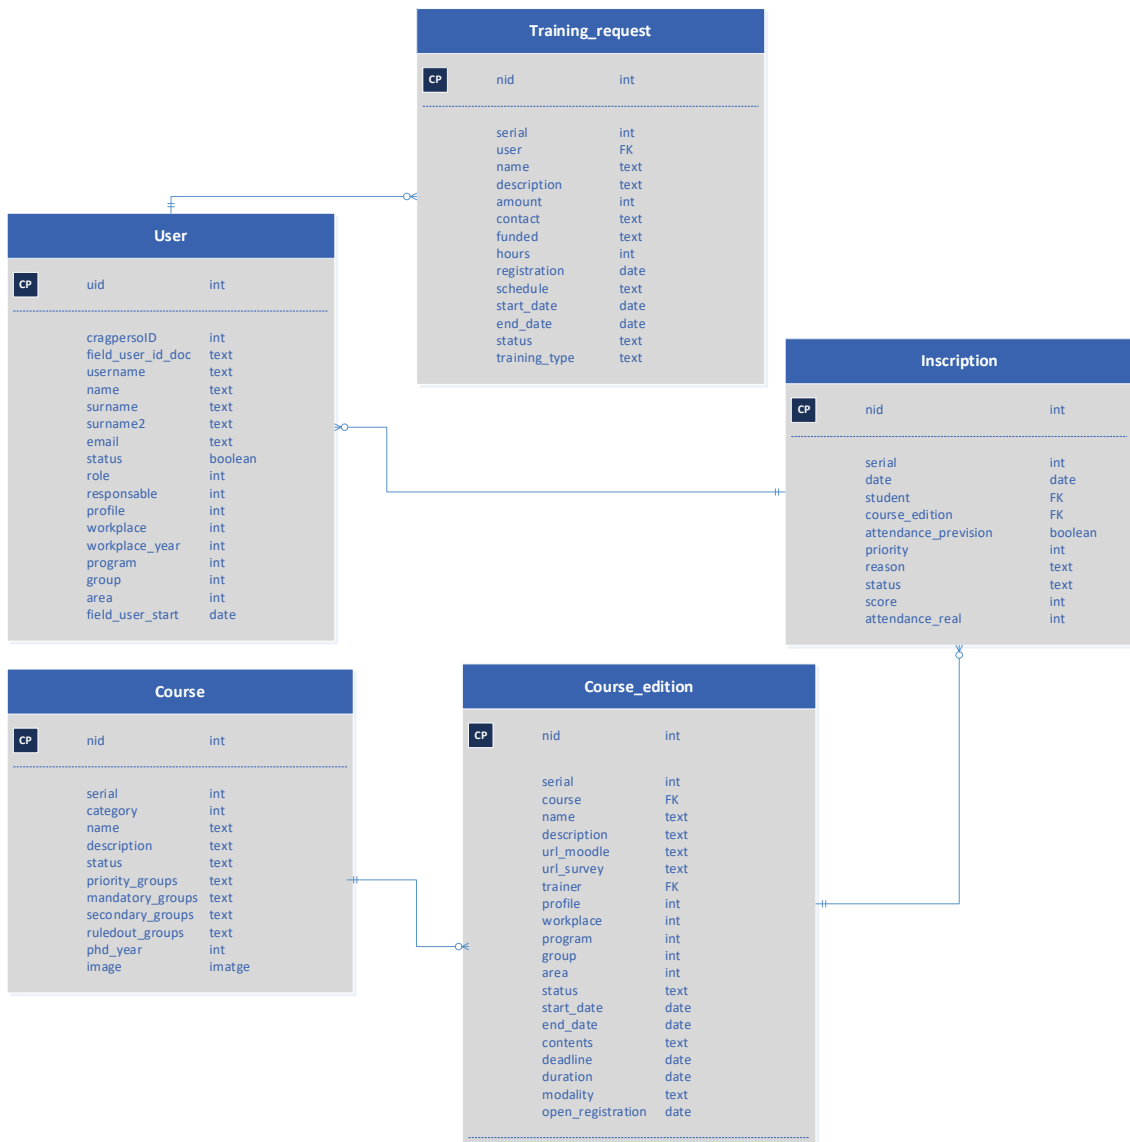 Training_request
CP nid int
serial int
user FK
name text
description text
amount int
contact text
funded text
hours int
registration date
schedule text
start_date date
end_date date
status text
training_type text
User
CP uid int
cragpersoID int
field_user_id_doc text
username text
name text
surname text
surname2 text
email text
status boolean
role int
responsable int
profile int
workplace int
workplace_year int
program int
group int
area int
field_user_start date
Inscription
CP nid int
serial int
date date
student FK
course_edition FK
attendance_prevision boolean
priority int
reason text
status text
score int
attendance_real int
Course
CP nid int
serial int
category int
name text
description text
status text
priority_groups text
mandatory_groups text
secondary_groups text
ruledout_groups text
phd_year int
image imatge
Course_edition
CP nid int
serial int
course FK
name text
description text
url_moodle text
url_survey text
trainer FK
profile int
workplace int
program int
group int
area int
status text
start_date date
end_date date
contents text
deadline date
duration date
modality text
open_registration date